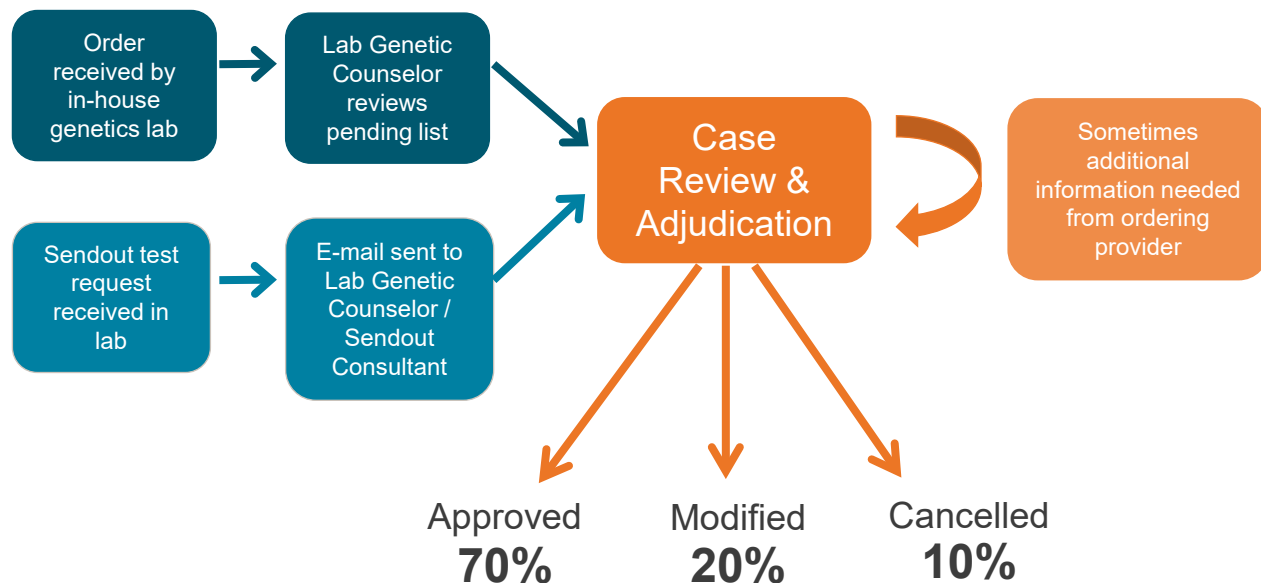 Order
received by
in-house
genetics lab
Lab Genetic
Counselor
reviews
pending list
Sendout test
request
received in
lab
E-mail sent to
Lab Genetic
Counselor /
Sendout
Consultant
Case
Review &
Adjudication
Sometimes
additional
information needed
from ordering
provider
Approved
70%
Modified
20%
Cancelled
10%